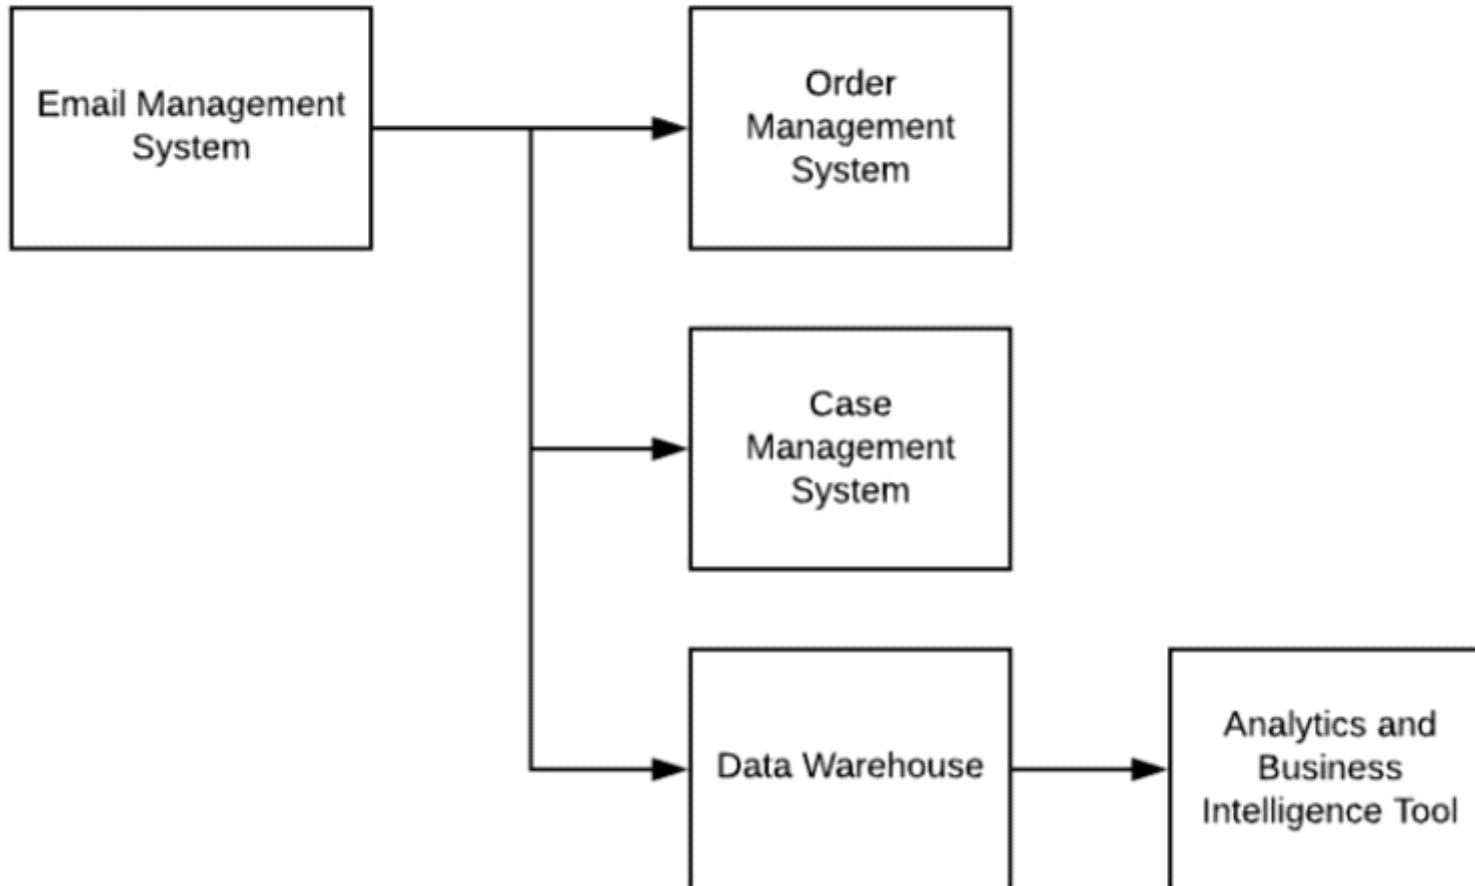 Email Management
System
Order
Management
System
Case
Management
System
Data Warehouse
Analytics and
Business
Intelligence Tool